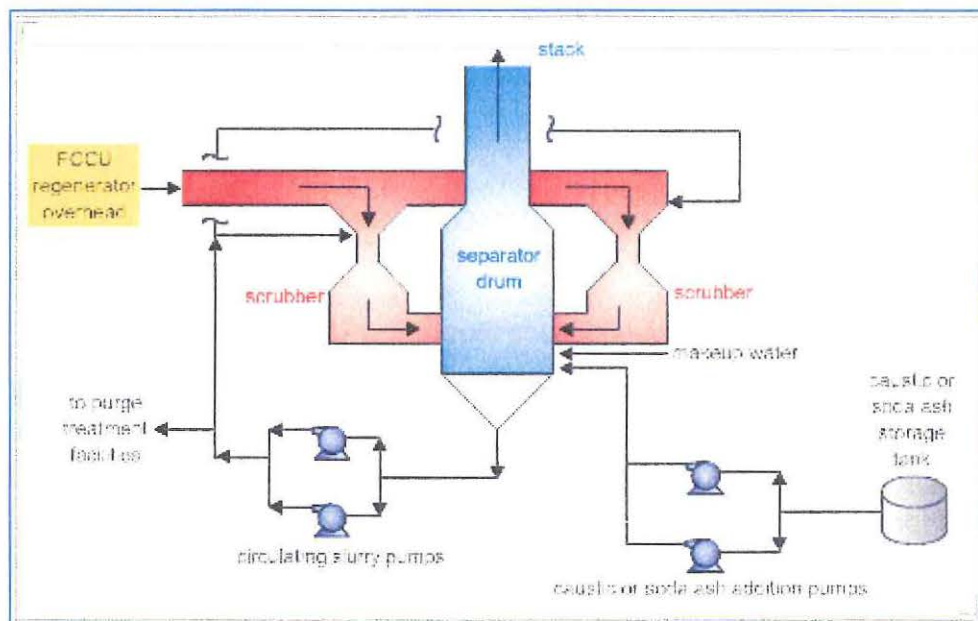 stack
FCCU
regenerator
overhead
separator
drum
scrubber
scrubber
makeup water
caustic or
soda ash
storage
tank
to purge
treatment
facilities
circulating slurry pumps
caustic or soda ash addition pumps